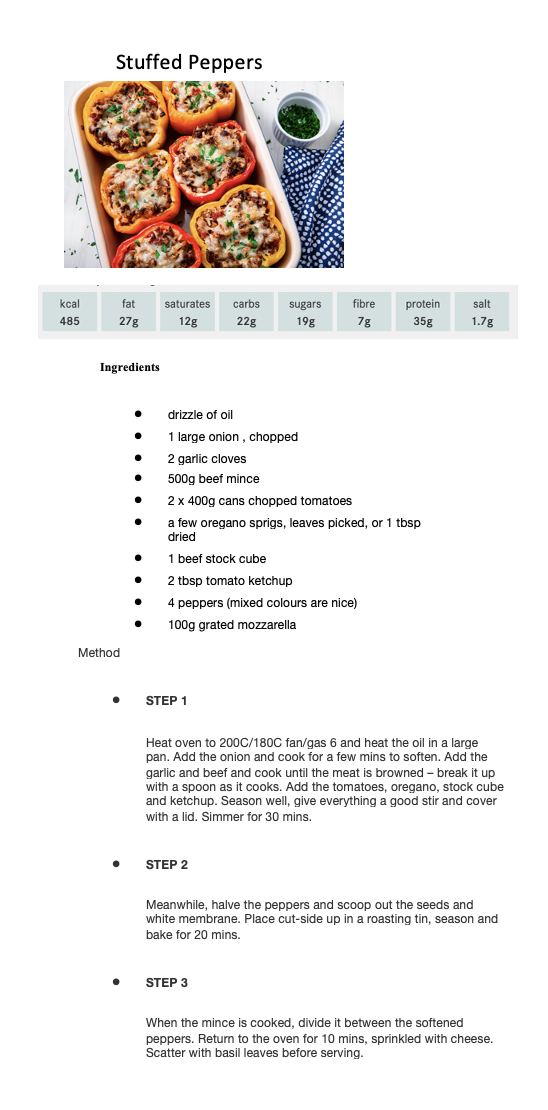 Stuffed Peppers
kcal fat saturates carbs sugars fibre protein salt
485 27g 12g 22g 19g 7g 35g 1.7g
Ingredients
● drizzle of oil
● 1 large onion , chopped
● 2 garlic cloves
● 500g beef mince
● 2 x 400g cans chopped tomatoes
● a few oregano sprigs, leaves picked, or 1 tbsp
dried
● 1 beef stock cube
● 2 tbsp tomato ketchup
● 4 peppers (mixed colours are nice)
● 100g grated mozzarella
Method
● STEP 1
Heat oven to 200C/180C fan/gas 6 and heat the oil in a large
pan. Add the onion and cook for a few mins to soften. Add the
garlic and beef and cook until the meat is browned – break it up
with a spoon as it cooks. Add the tomatoes, oregano, stock cube
and ketchup. Season well, give everything a good stir and cover
with a lid. Simmer for 30 mins.
● STEP 2
Meanwhile, halve the peppers and scoop out the seeds and
white membrane. Place cut-side up in a roasting tin, season and
bake for 20 mins.
● STEP 3
When the mince is cooked, divide it between the softened
peppers. Return to the oven for 10 mins, sprinkled with cheese.
Scatter with basil leaves before serving.